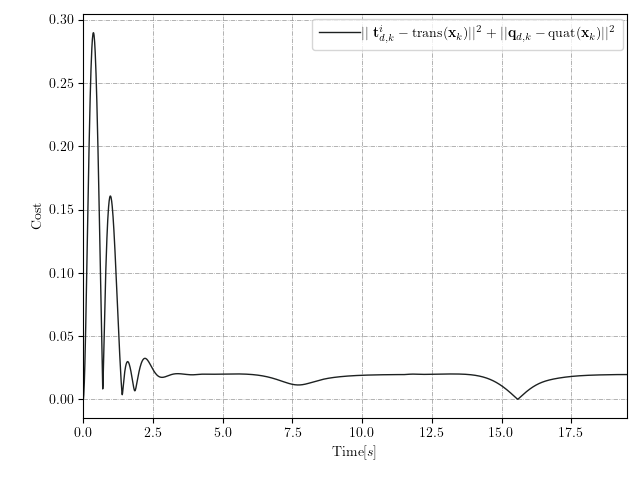 || t^i_{d,k} − trans(x_k)||² + ||q_{d,k} − quat(x_k)||²
0.30
0.25
0.20
0.15
0.10
0.05
0.00
Cost
0.0 2.5 5.0 7.5 10.0 12.5 15.0 17.5
Time[s]